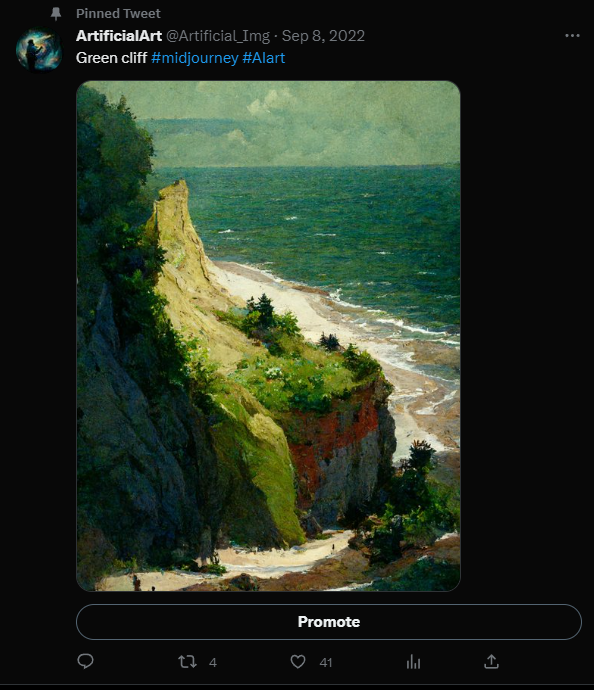 Pinned Tweet
ArtificialArt @Artificial_Img · Sep 8, 2022
Green cliff #midjourney #AIart
Promote
4 41